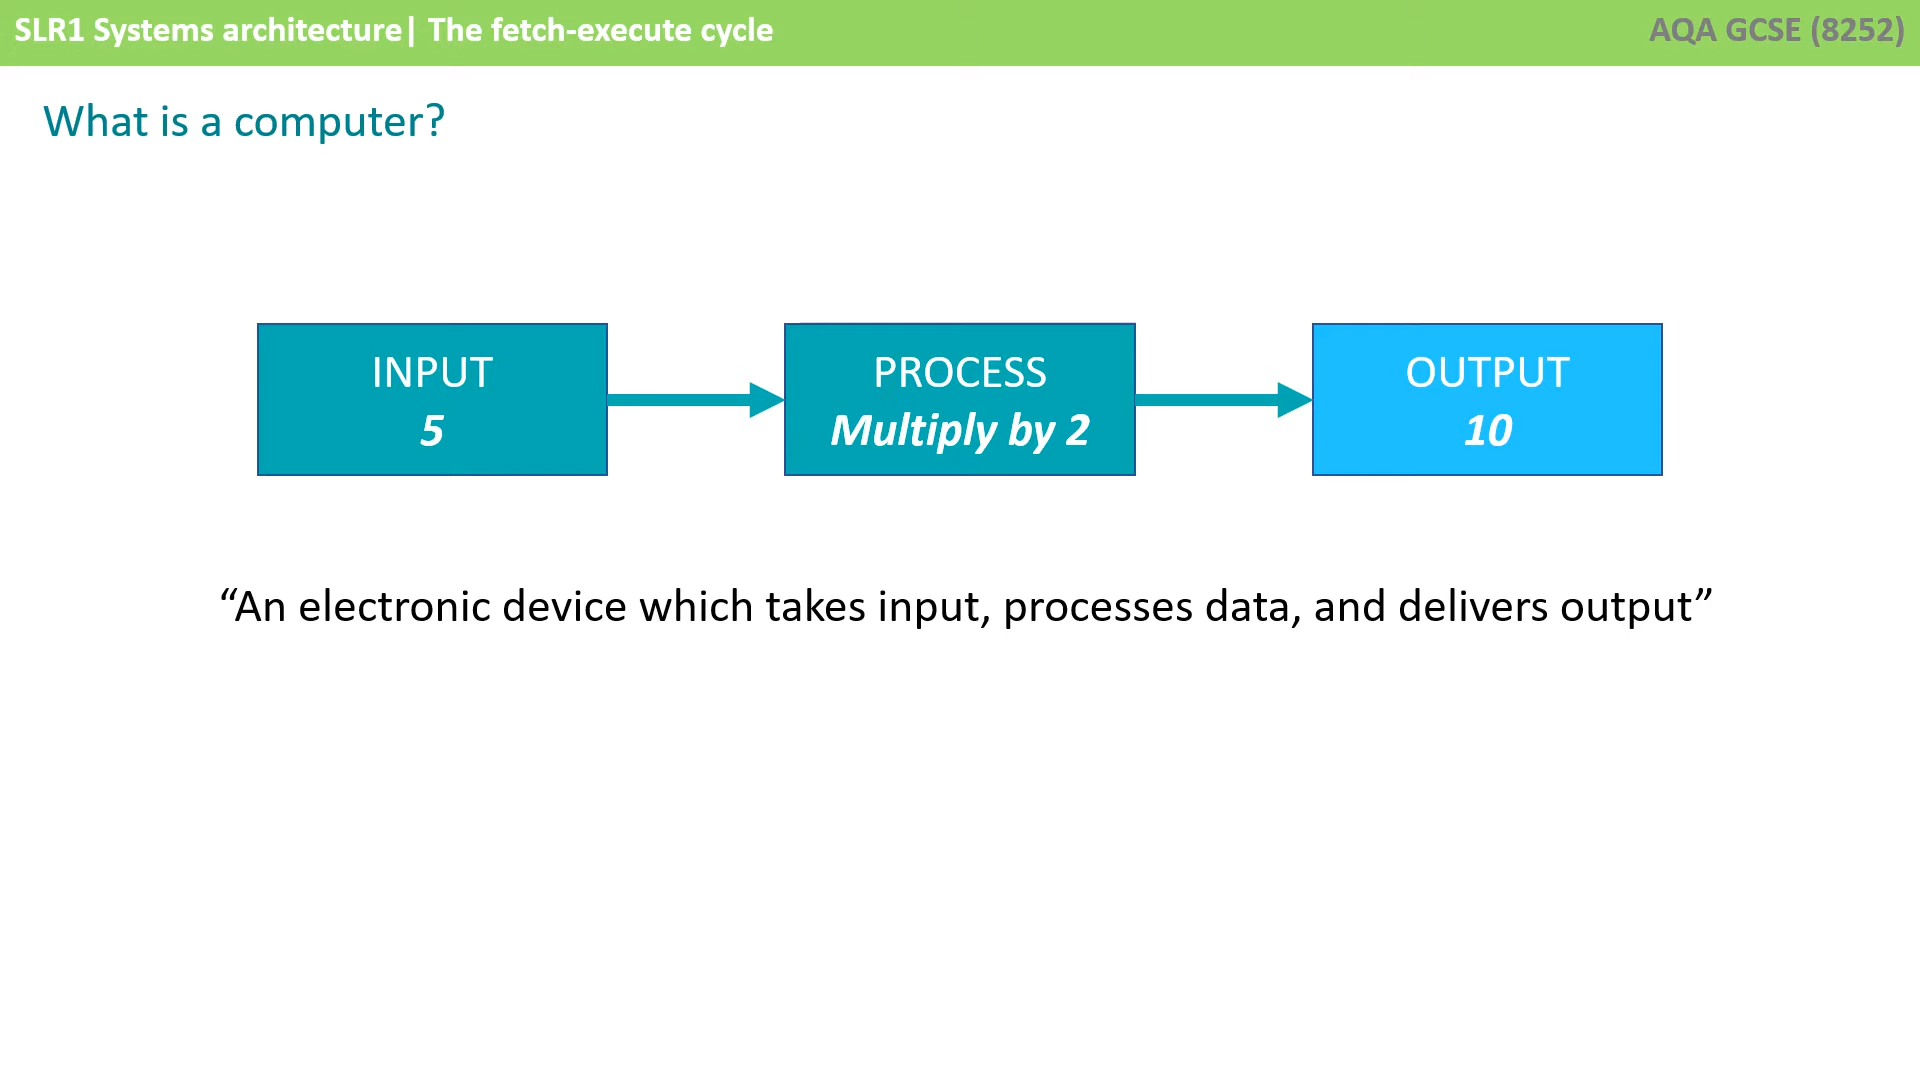 SLR1 Systems architecture| The fetch-execute cycle
AQA GCSE (8252)
What is a computer?
INPUT
5
PROCESS
Multiply by 2
OUTPUT
10
“An electronic device which takes input, processes data, and delivers output”